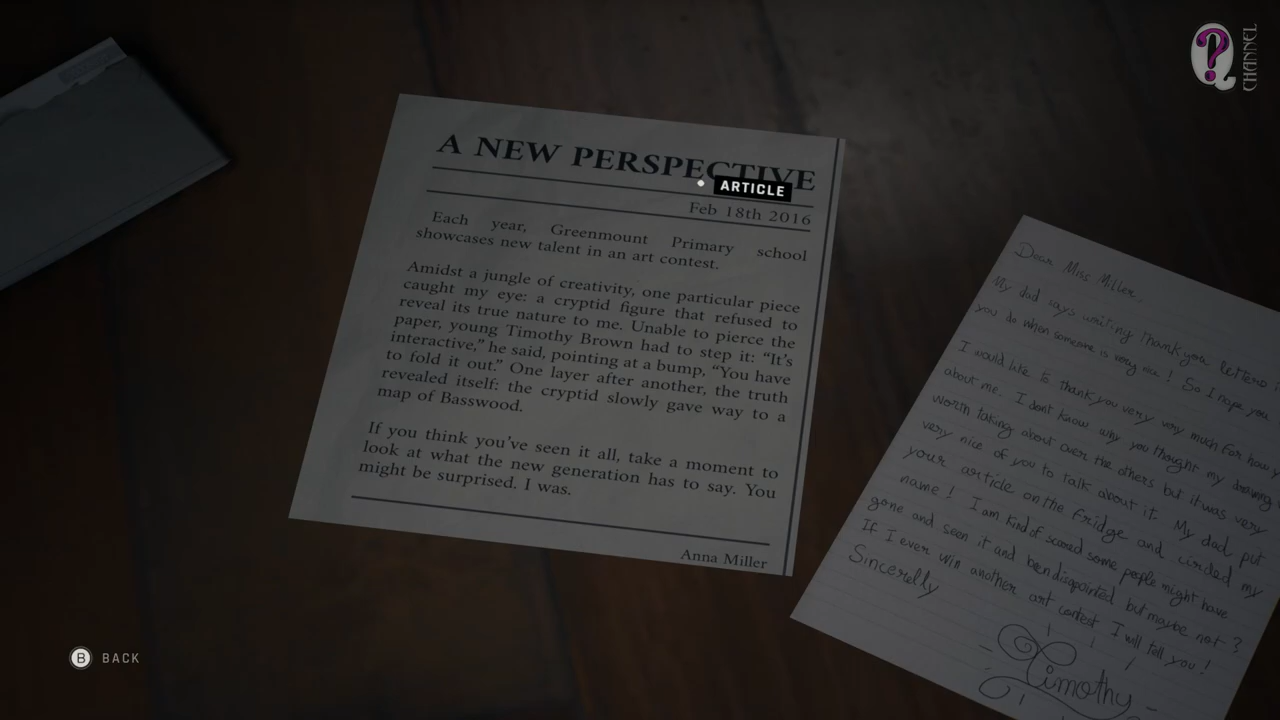 ? CHANNEL
A NEW PERSPECTIVE
ARTICLE
Feb 18th 2016
Each year, Greenmount Primary school
showcases new talent in an art contest.
Amidst a jungle of creativity, one particular piece
caught my eye: a cryptid figure that refused to
reveal its true nature to me. Unable to pierce the
paper, young Timothy Brown had to step it: “It’s
interactive,” he said, pointing at a bump, “You have
to fold it out.” One layer after another, the truth
revealed itself: the cryptid slowly gave way to a
map of Basswood.
If you think you’ve seen it all, take a moment to
look at what the new generation has to say. You
might be surprised. I was.
Anna Miller
Dear Miss Miller,
My dad says writing thank you letters
you do when someone is very nice! So I hope you
I would like to thank you very very much for how
about me. I dont know why you thought my drawing
worth taking about over the others but it was very
very nice of you to talk about it. My dad put
your article on the fridge and circled my
name! I am kind of scared some people might have
gone and seen it and ben disapointed but maybe not?
If I ever win another art contest I will tell you!
Sincerelly
Timothy
B BACK